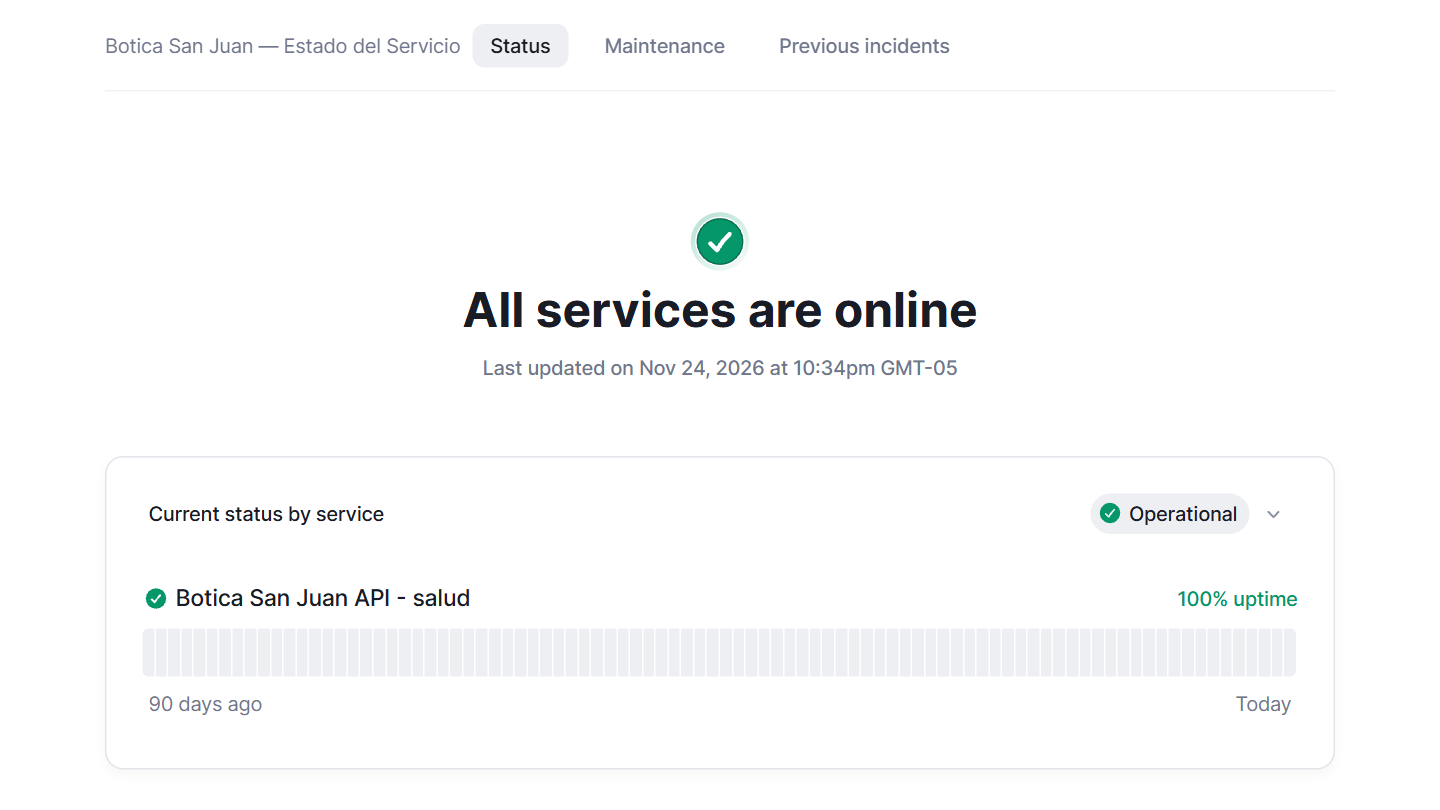 Botica San Juan — Estado del Servicio Status Maintenance Previous incidents
All services are online
Last updated on Nov 24, 2026 at 10:34pm GMT-05
Current status by service Operational
Botica San Juan API - salud 100% uptime
90 days ago Today